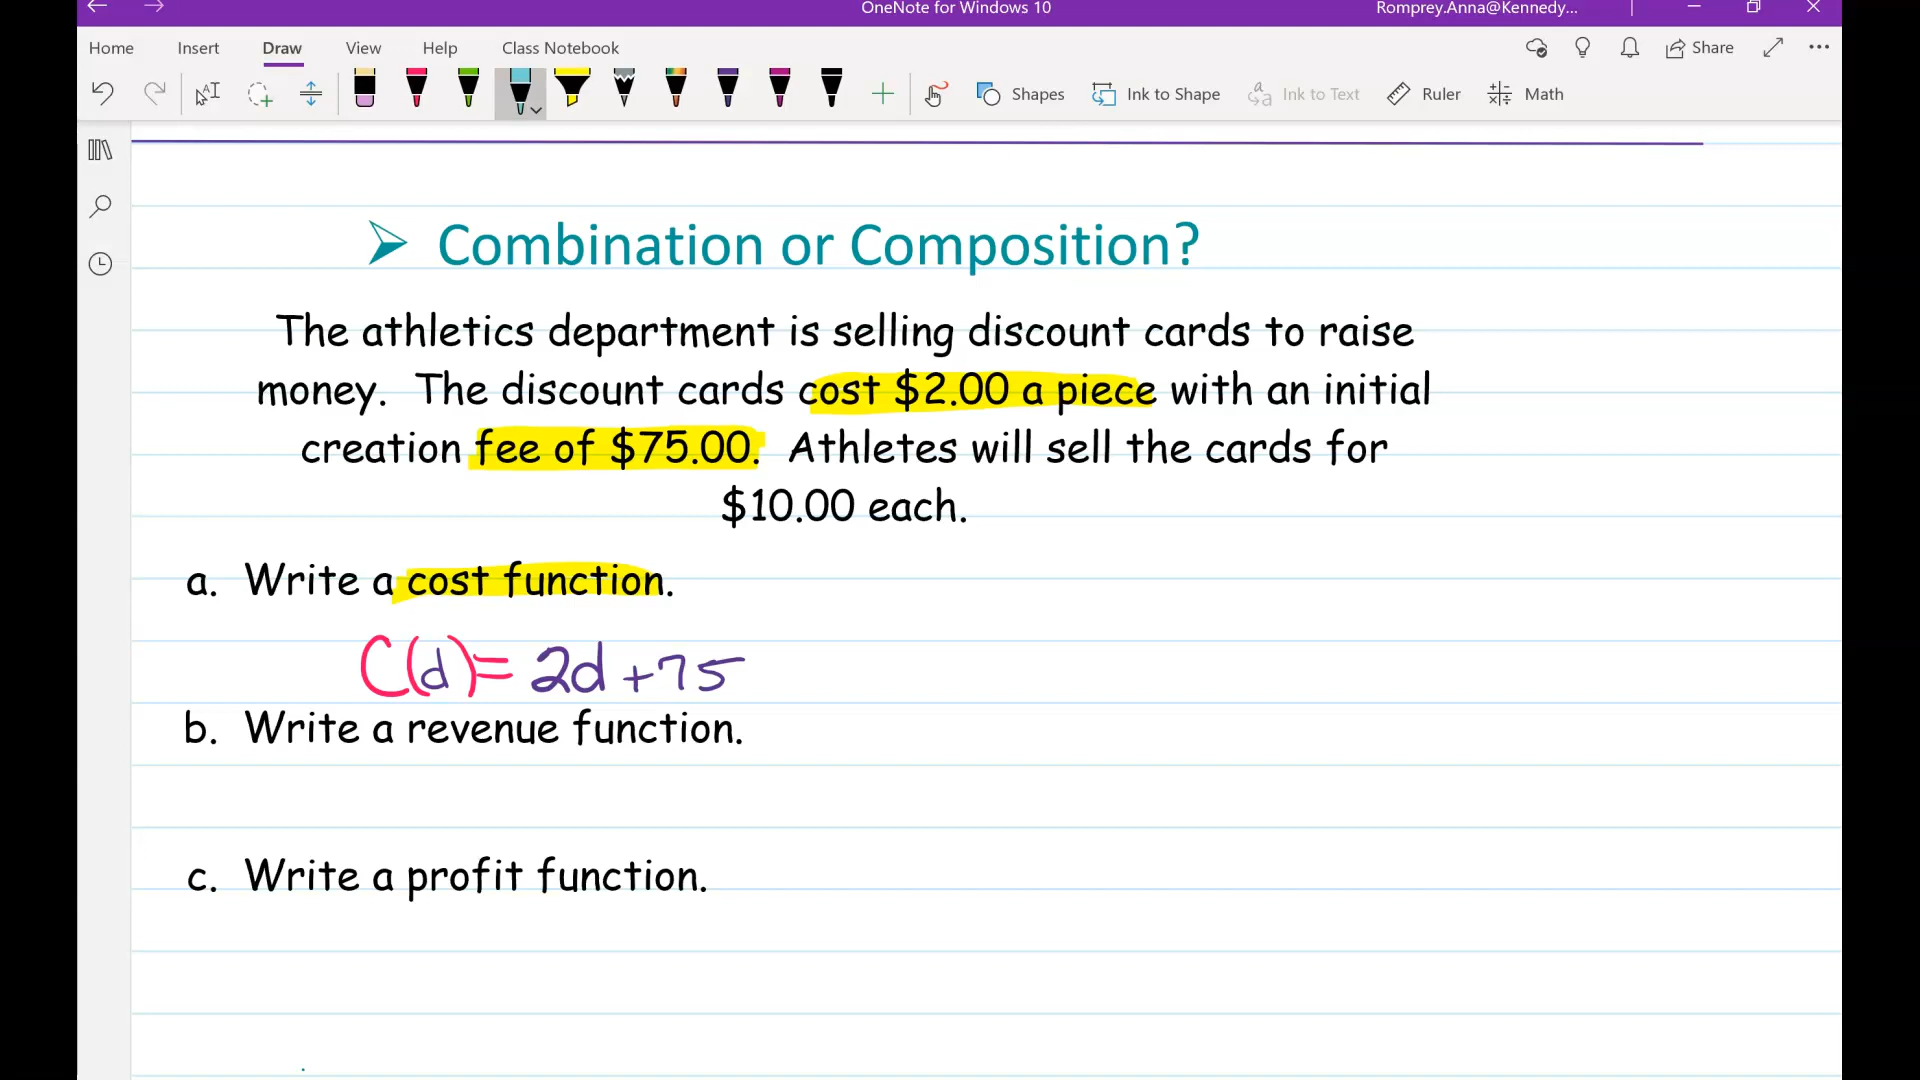 OneNote for Windows 10
Romprey.Anna@Kennedy...
Home Insert Draw View Help Class Notebook Share
Shapes Ink to Shape Ink to Text Ruler Math
Combination or Composition?
The athletics department is selling discount cards to raise
money. The discount cards cost $2.00 a piece with an initial
creation fee of $75.00. Athletes will sell the cards for
$10.00 each.
a. Write a cost function.
C(d)= 2d+75
b. Write a revenue function.
c. Write a profit function.